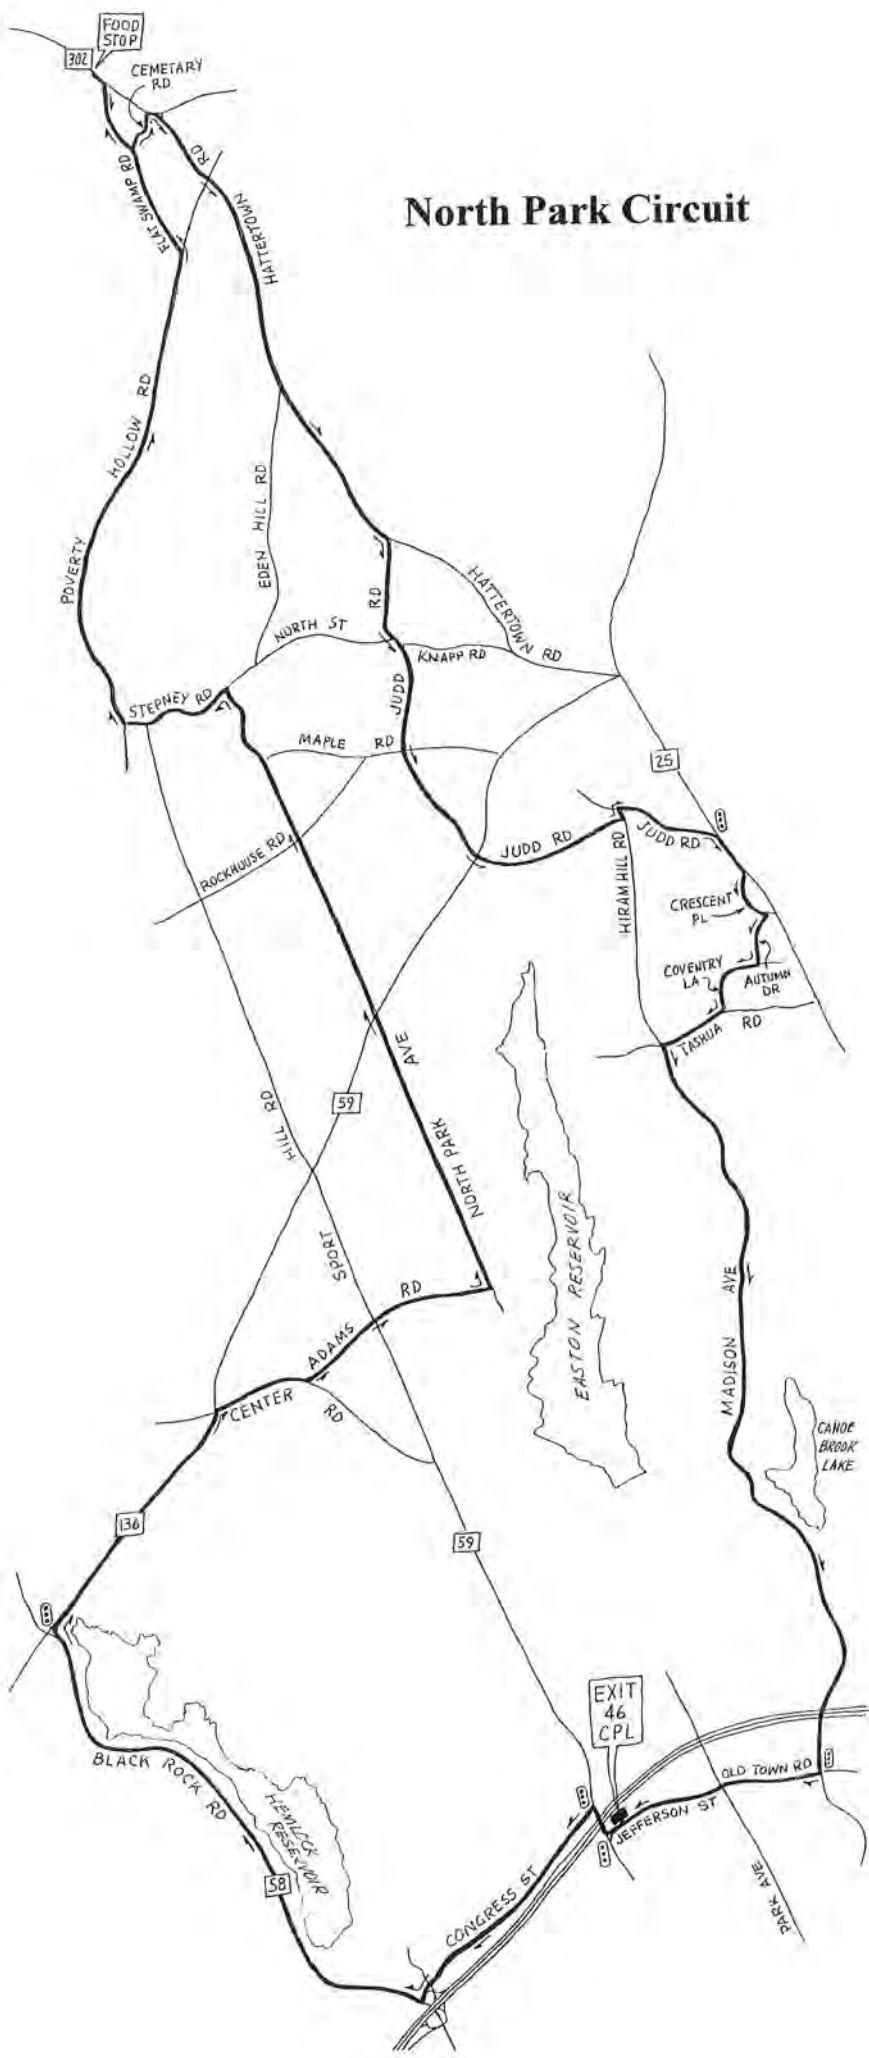 FOOD
STOP
302
CEMETARY
RD
RD
FLAT SWAMP RD
HATTERTOWN
North Park Circuit
HOLLOW RD
POVERTY
EDEN HILL RD
RD
HATTERTOWN RD
NORTH ST
KNAPP RD
STEPNEY RD
JUDD
MAPLE RD
25
ROCKHOUSE RD
JUDD RD
HIRAM HILL RD
JUDD RD
CRESCENT
PL
COVENTRY
LA
AUTUMN
DR
TASHUA RD
AVE
NORTH PARK
HILL RD
59
SPORT
EASTON RESERVOIR
MADISON AVE
ADAMS RD
CENTER RD
CANOE
BROOK
LAKE
136
59
EXIT
46
CPL
BLACK ROCK RD
HEMLOCK
RESERVOIR
OLD TOWN RD
JEFFERSON ST
58
CONGRESS ST
PARK AVE